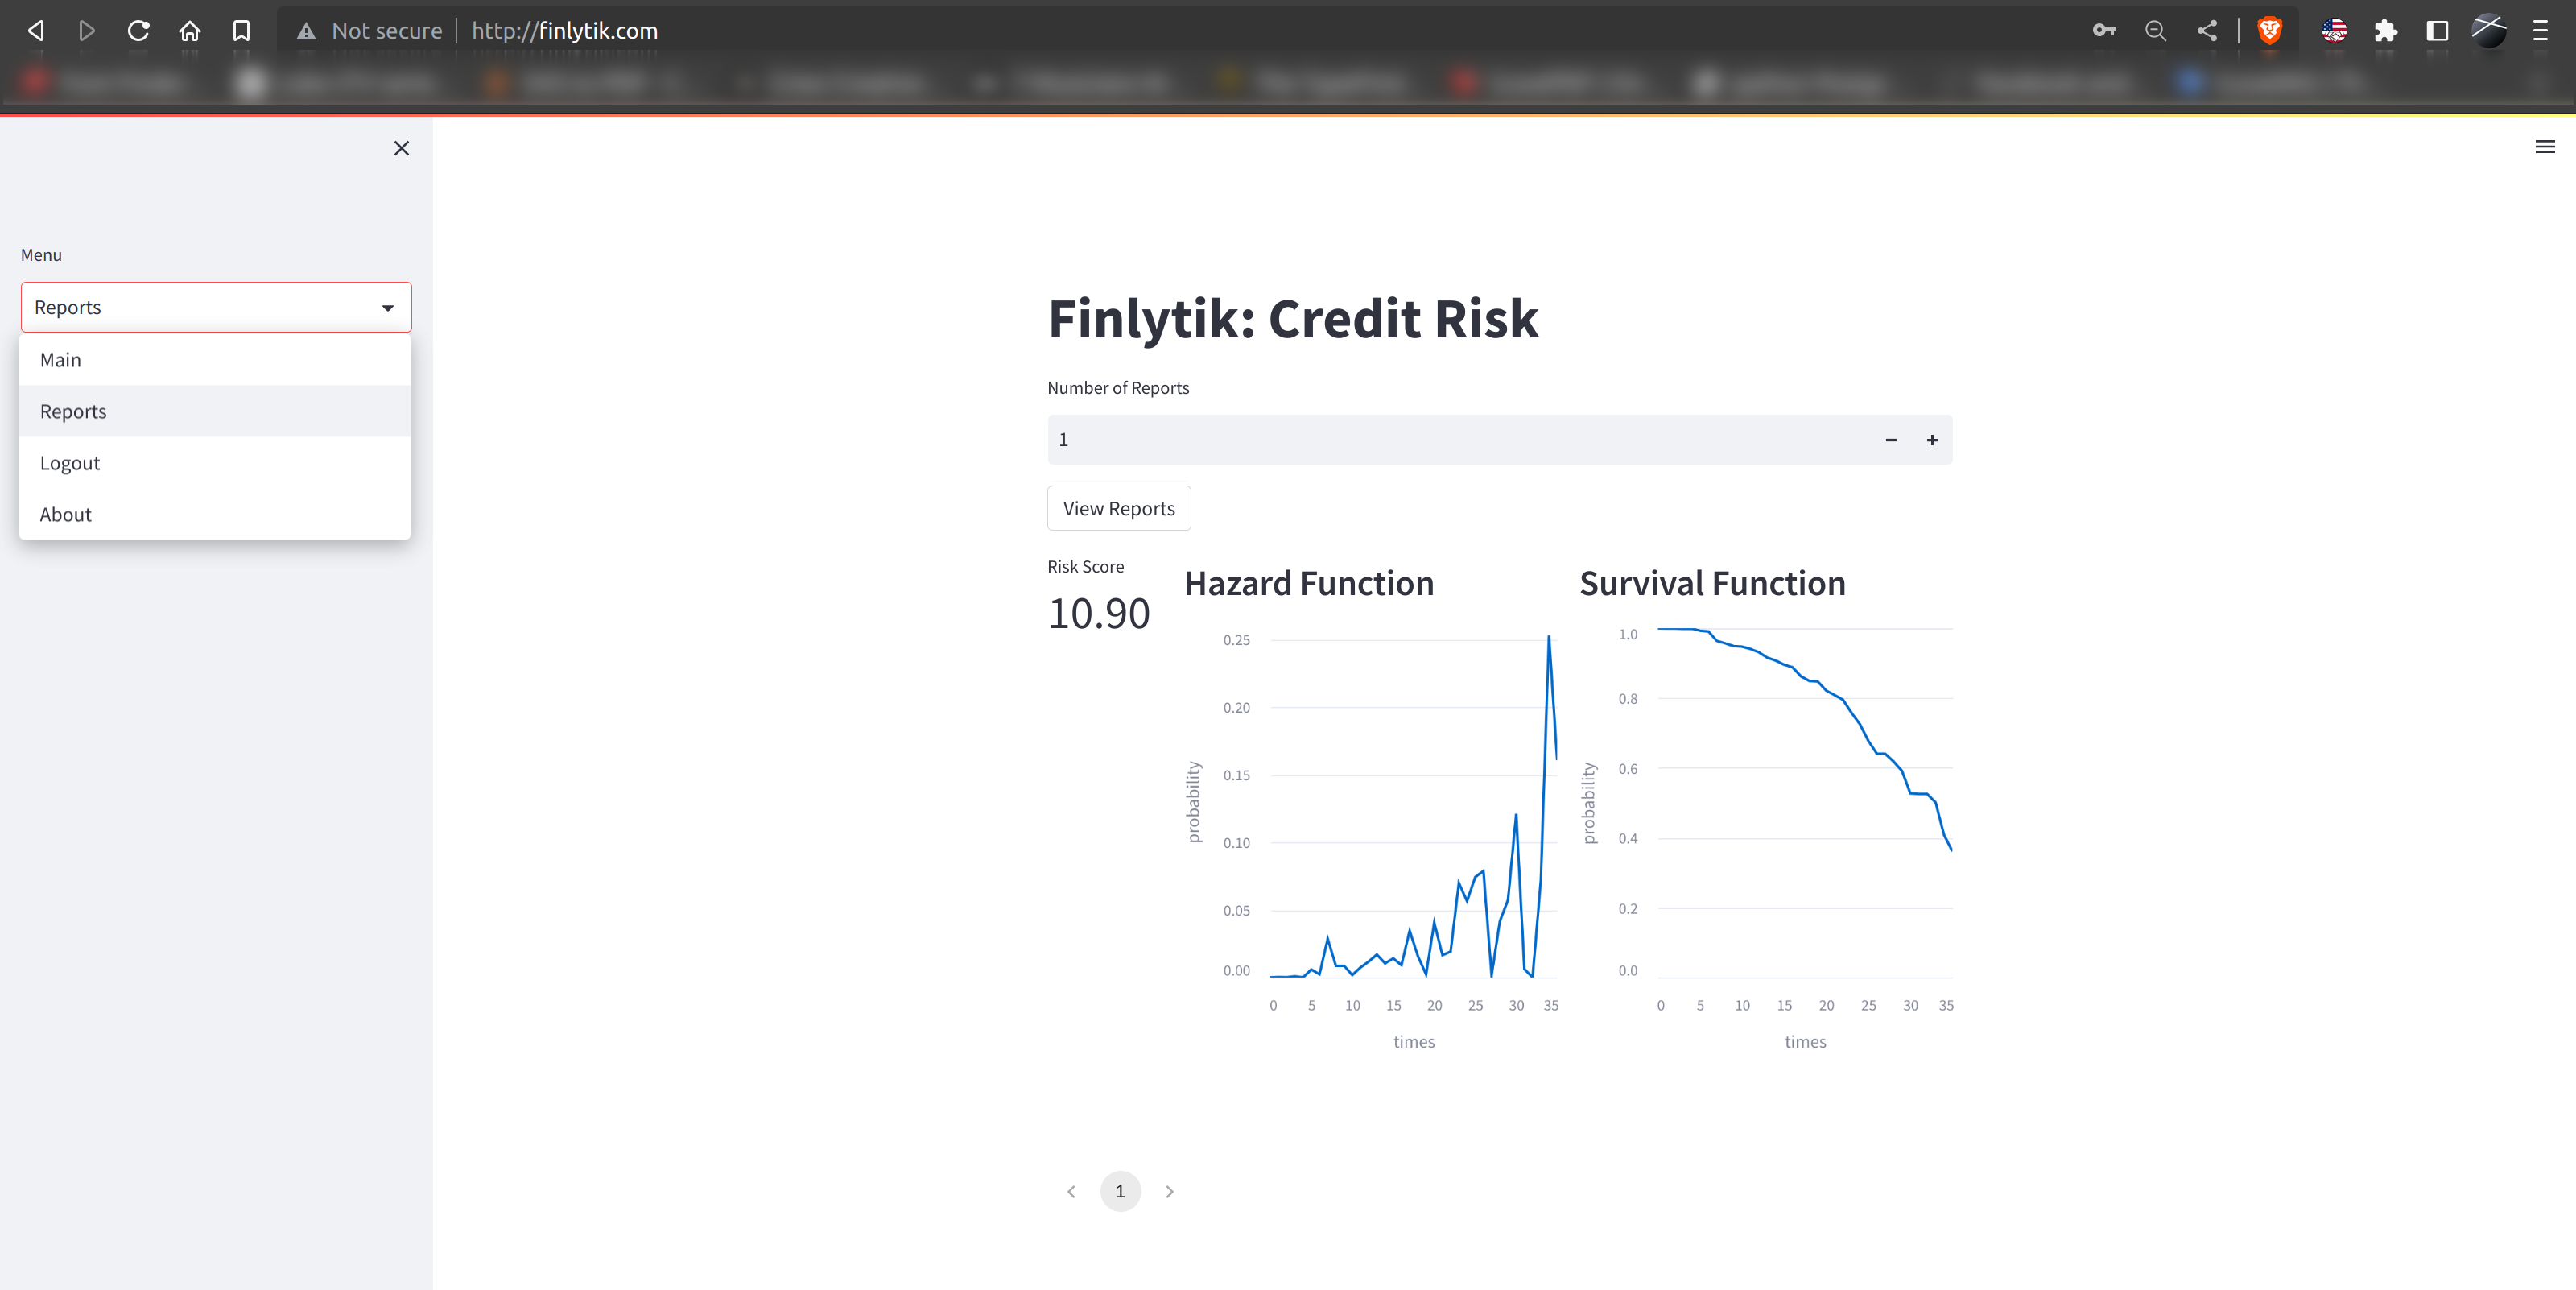 Not secure http://finlytik.com
Menu
Reports
Main
Reports
Logout
About
Finlytik: Credit Risk
Number of Reports
1
View Reports
Risk Score
10.90
Hazard Function
0.25
0.20
0.15
0.10
0.05
0.00
probability
0 5 10 15 20 25 30 35
times
Survival Function
1.0
0.8
0.6
0.4
0.2
0.0
probability
0 5 10 15 20 25 30 35
times
1